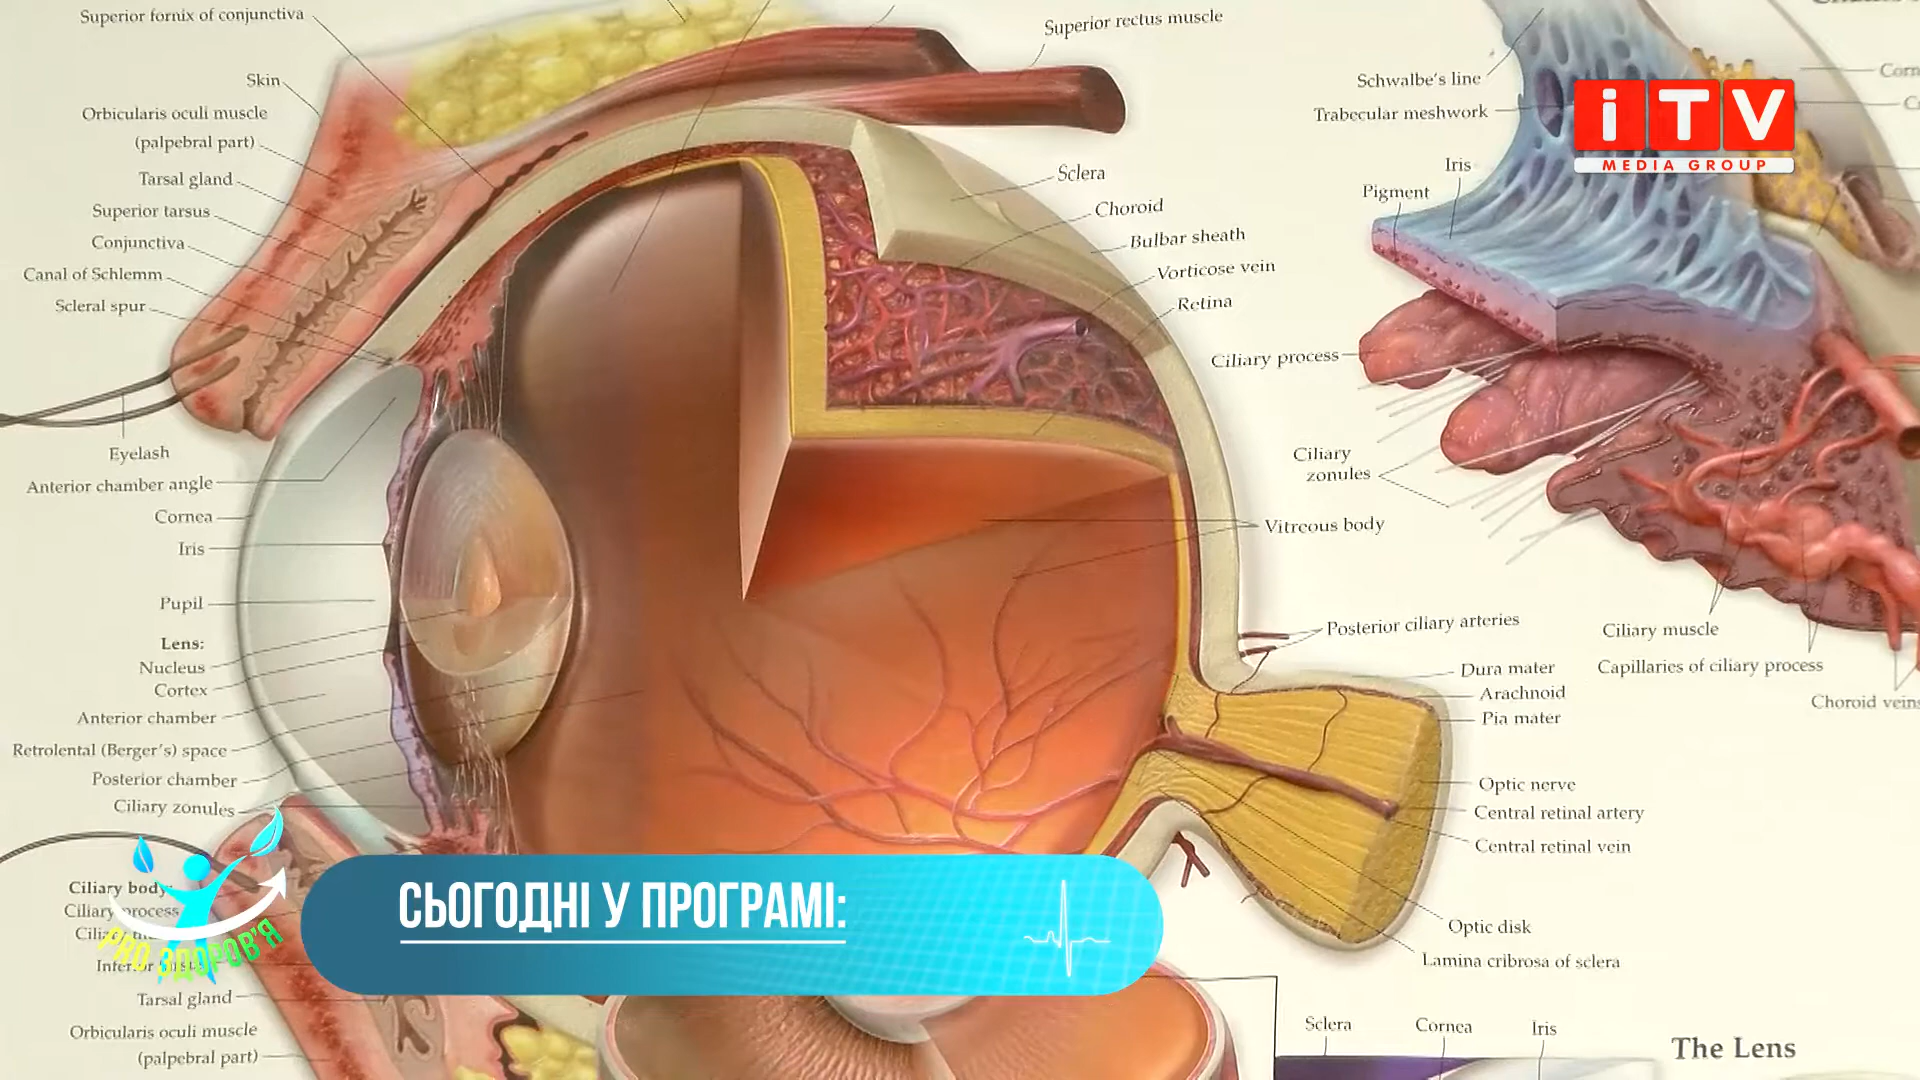 Superior fornix of conjunctiva
Skin
Orbicularis oculi muscle
(palpebral part)
Tarsal gland
Superior tarsus
Conjunctiva
Canal of Schlemm
Scleral spur
Eyelash
Anterior chamber angle
Cornea
Iris
Pupil
Lens:
Nucleus
Cortex
Anterior chamber
Retrolental (Berger's) space
Posterior chamber
Ciliary zonules
Ciliary body:
Ciliary process
Tarsal gland
Orbicularis oculi muscle
(palpebral part)
Superior rectus muscle
Sclera
Choroid
Bulbar sheath
Vorticose vein
Retina
Vitreous body
Posterior ciliary arteries
Dura mater
Arachnoid
Pia mater
Optic nerve
Central retinal artery
Central retinal vein
Optic disk
Lamina cribrosa of sclera
Schwalbe's line
Trabecular meshwork
Iris
Pigment
Ciliary process
Ciliary
zonules
Ciliary muscle
Capillaries of ciliary process
Choroid veins
Sclera
Cornea
Iris
The Lens
iTV
MEDIA GROUP
PRO ЗДОРОВ'Я
СЬОГОДНІ У ПРОГРАМІ: